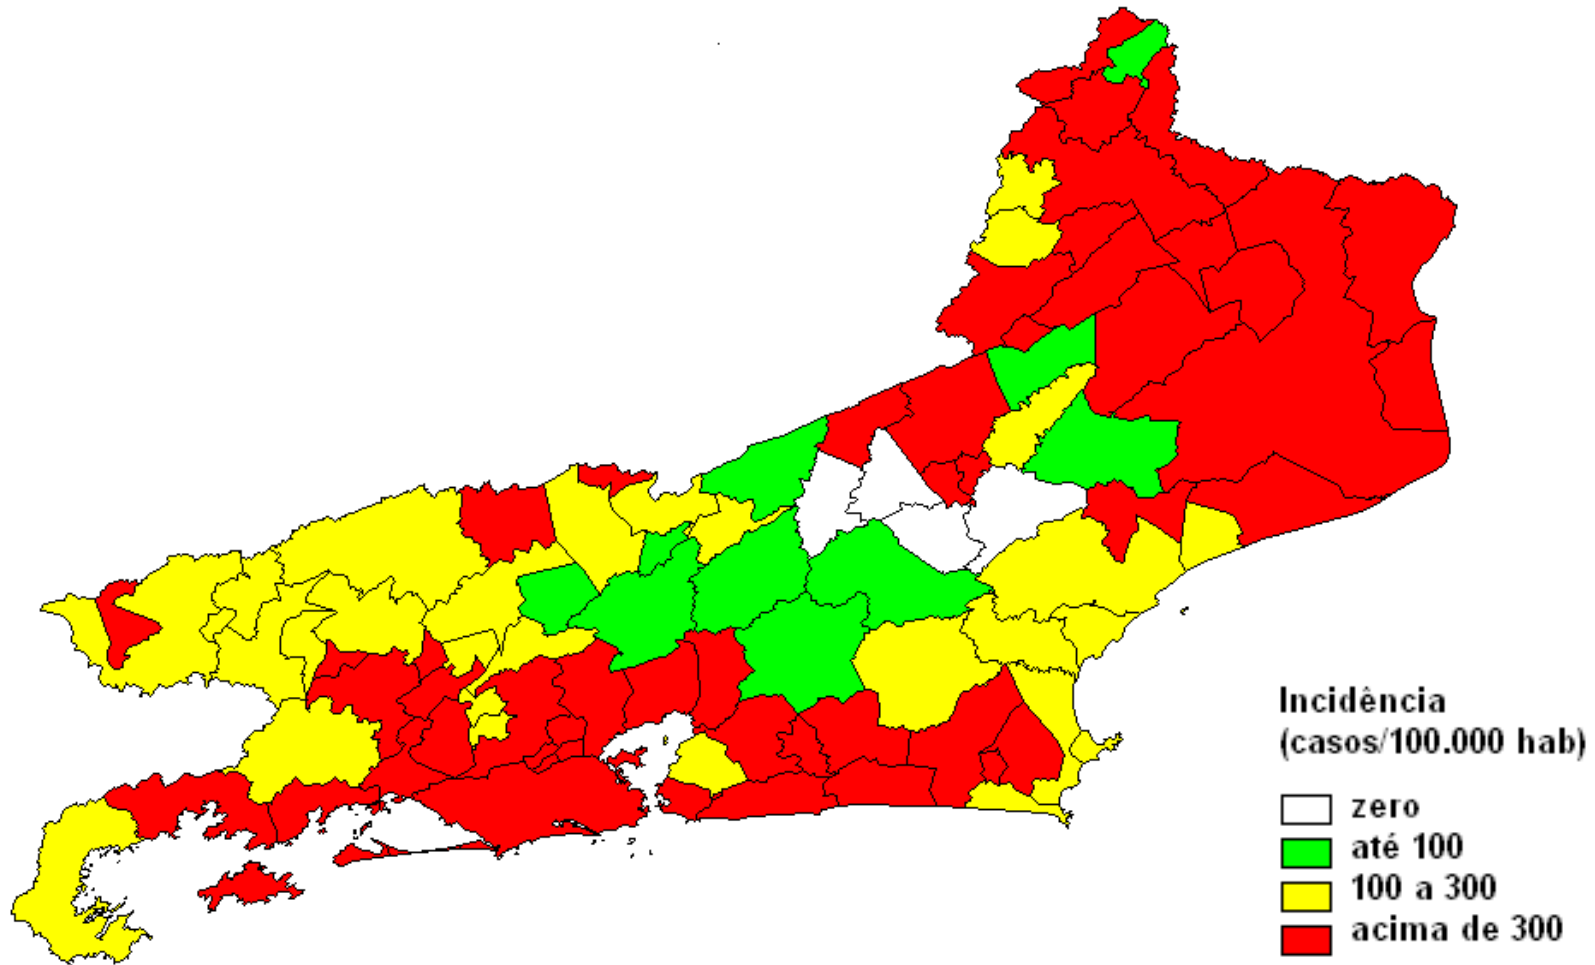 Incidência
(casos/100.000 hab)
zero
até 100
100 a 300
acima de 300